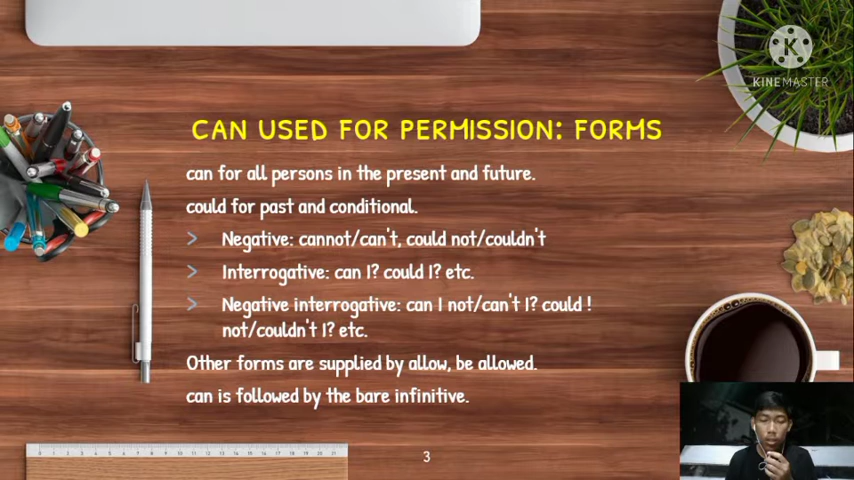 KINEMASTER
CAN USED FOR PERMISSION: FORMS
can for all persons in the present and future.
could for past and conditional.
> Negative: cannot/can't, could not/couldn't
> Interrogative: can I? could I? etc.
> Negative interrogative: can I not/can't I? could !
not/couldn't I? etc.
Other forms are supplied by allow, be allowed.
can is followed by the bare infinitive.
3